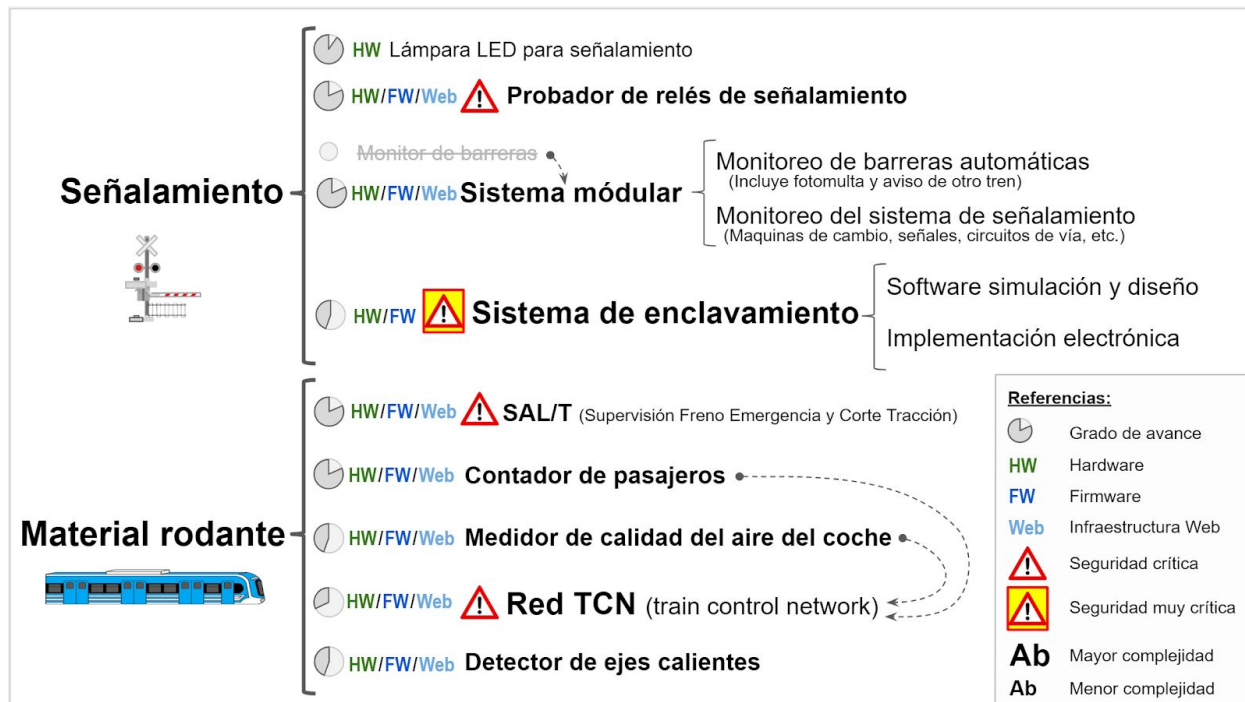 HW Lámpara LED para señalamiento
HW/FW/Web Probador de relés de señalamiento
Monitor de barreras
Señalamiento
HW/FW/Web Sistema módular
Monitoreo de barreras automáticas
(Incluye fotomulta y aviso de otro tren)
Monitoreo del sistema de señalamiento
(Maquinas de cambio, señales, circuitos de vía, etc.)
HW/FW Sistema de enclavamiento
Software simulación y diseño
Implementación electrónica
Material rodante
HW/FW/Web SAL/T (Supervisión Freno Emergencia y Corte Tracción)
HW/FW/Web Contador de pasajeros
HW/FW/Web Medidor de calidad del aire del coche
HW/FW/Web Red TCN (train control network)
HW/FW/Web Detector de ejes calientes
Referencias:
Grado de avance
HW Hardware
FW Firmware
Web Infraestructura Web
Seguridad crítica
Seguridad muy crítica
Ab Mayor complejidad
Ab Menor complejidad